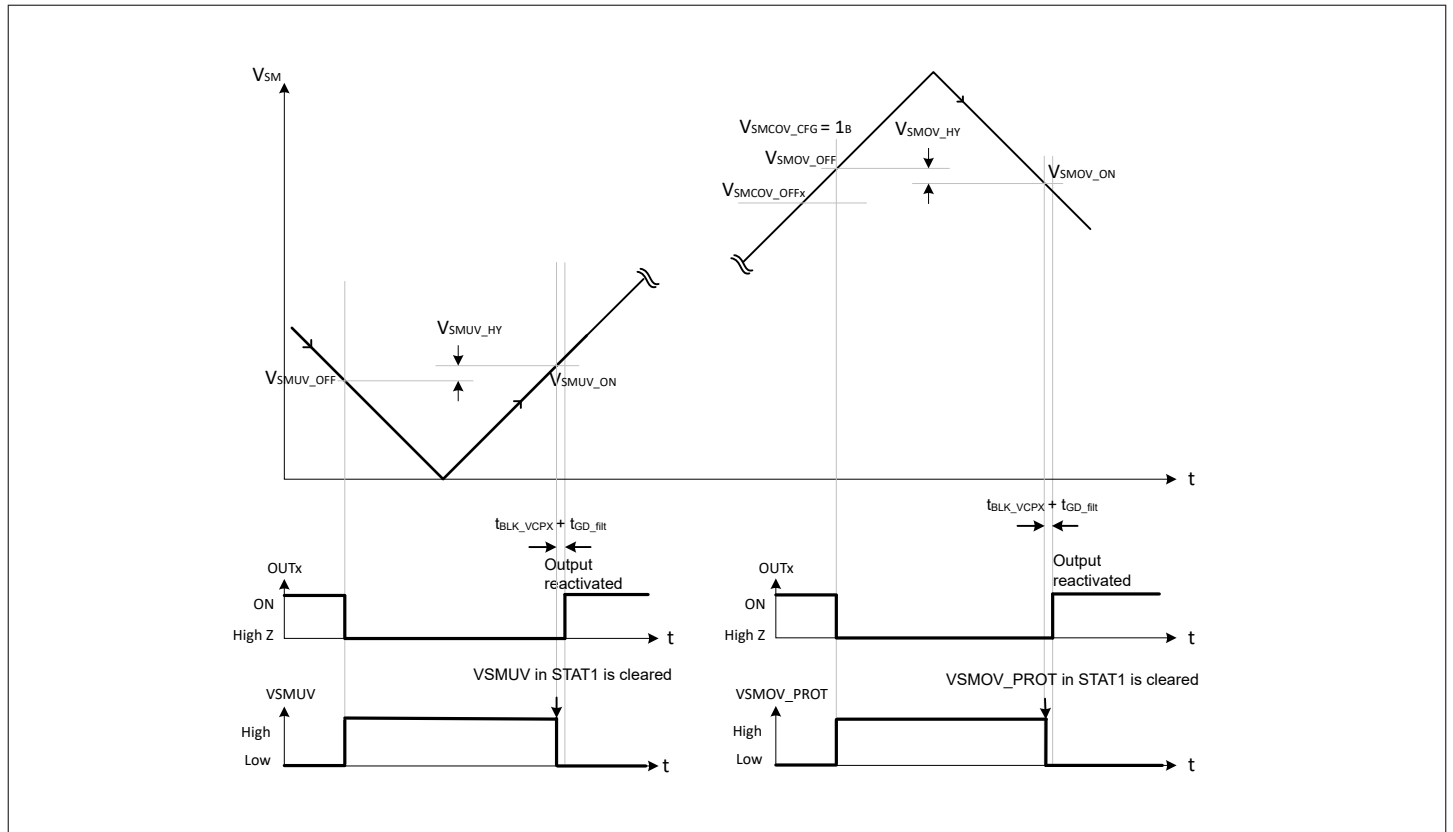 VSM
VSMCOV_CFG = 1B
VSMOV_HY
VSMOV_OFF
VSMOV_ON
VSMCOV_OFFx
VSMUV_HY
VSMUV_OFF
VSMUV_ON
t
tBLK_VCPX + tGD_filt
tBLK_VCPX + tGD_filt
Output
reactivated
Output
reactivated
OUTx
ON
High Z
t
OUTx
ON
High Z
t
VSMUV in STAT1 is cleared
VSMOV_PROT in STAT1 is cleared
VSMUV
High
Low
t
VSMOV_PROT
High
Low
t